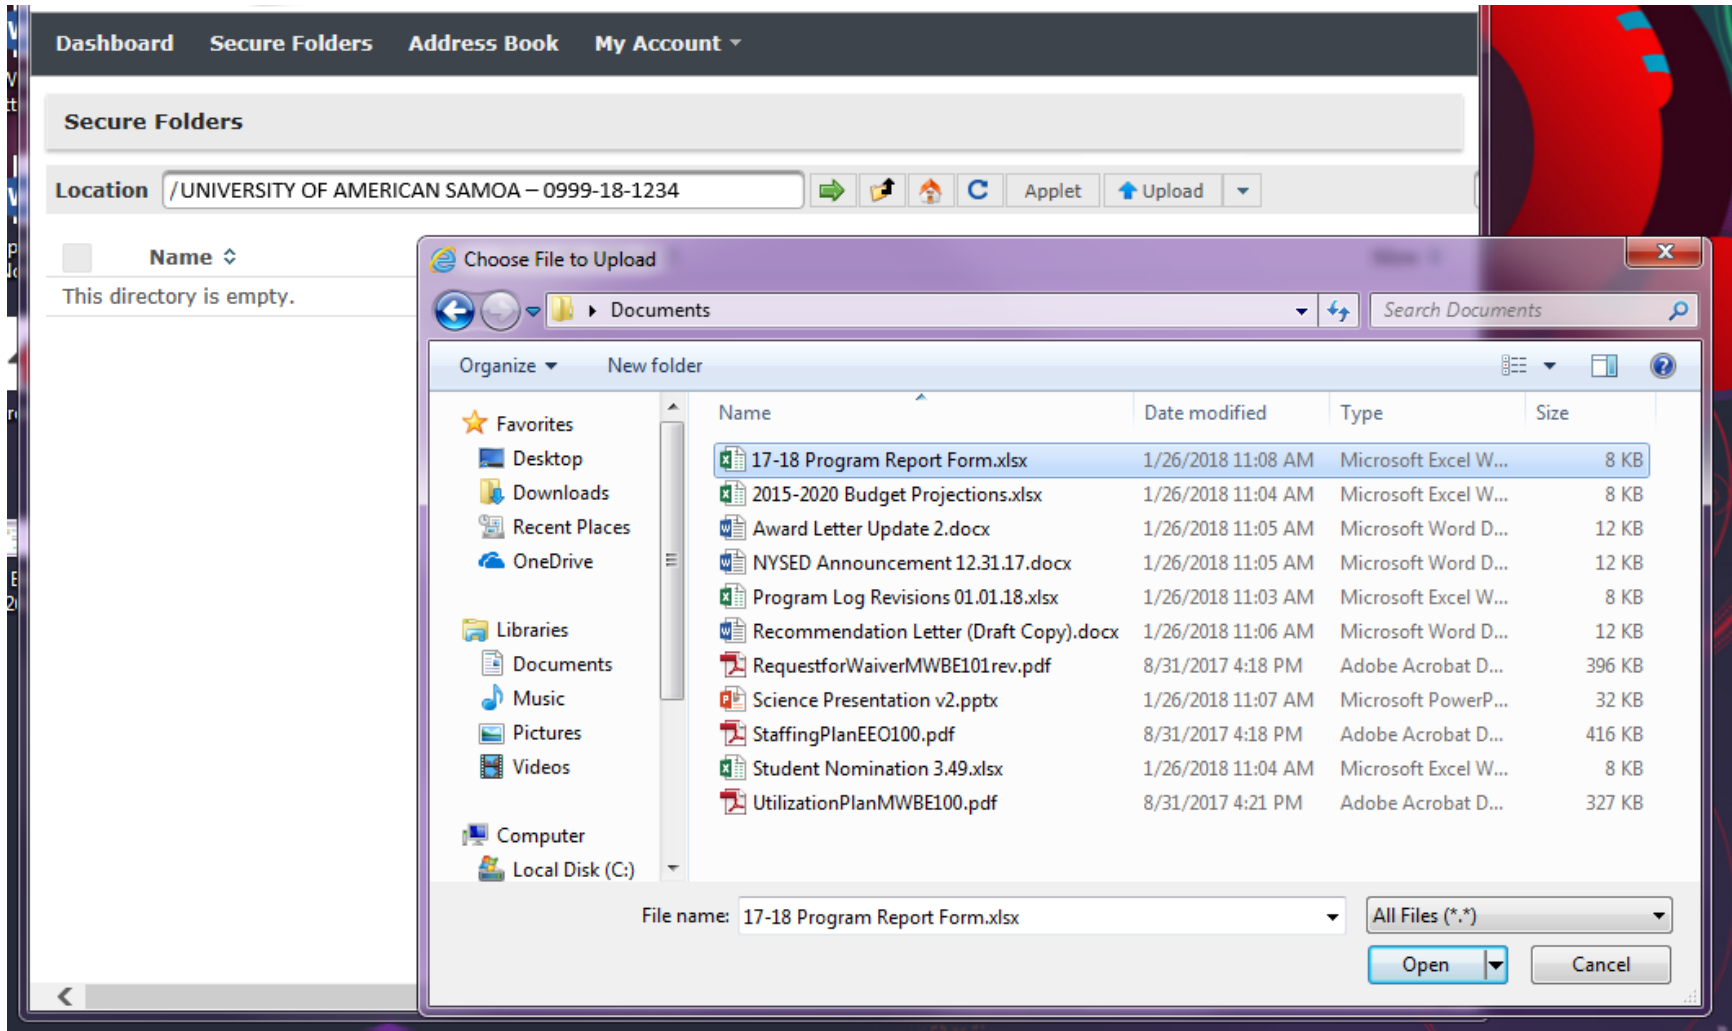 Dashboard Secure Folders Address Book My Account
Secure Folders
Location /UNIVERSITY OF AMERICAN SAMOA – 0999-18-1234 Applet Upload
Name
This directory is empty.
Choose File to Upload
Documents Search Documents
Organize New folder
Favorites
Desktop
Downloads
Recent Places
OneDrive
Libraries
Documents
Music
Pictures
Videos
Computer
Local Disk (C:)
Name Date modified Type Size
17-18 Program Report Form.xlsx 1/26/2018 11:08 AM Microsoft Excel W... 8 KB
2015-2020 Budget Projections.xlsx 1/26/2018 11:04 AM Microsoft Excel W... 8 KB
Award Letter Update 2.docx 1/26/2018 11:05 AM Microsoft Word D... 12 KB
NYSED Announcement 12.31.17.docx 1/26/2018 11:05 AM Microsoft Word D... 12 KB
Program Log Revisions 01.01.18.xlsx 1/26/2018 11:03 AM Microsoft Excel W... 8 KB
Recommendation Letter (Draft Copy).docx 1/26/2018 11:06 AM Microsoft Word D... 12 KB
RequestforWaiverMWBE101rev.pdf 8/31/2017 4:18 PM Adobe Acrobat D... 396 KB
Science Presentation v2.pptx 1/26/2018 11:07 AM Microsoft PowerP... 32 KB
StaffingPlanEEO100.pdf 8/31/2017 4:18 PM Adobe Acrobat D... 416 KB
Student Nomination 3.49.xlsx 1/26/2018 11:04 AM Microsoft Excel W... 8 KB
UtilizationPlanMWBE100.pdf 8/31/2017 4:21 PM Adobe Acrobat D... 327 KB
File name: 17-18 Program Report Form.xlsx All Files (*.*)
Open Cancel